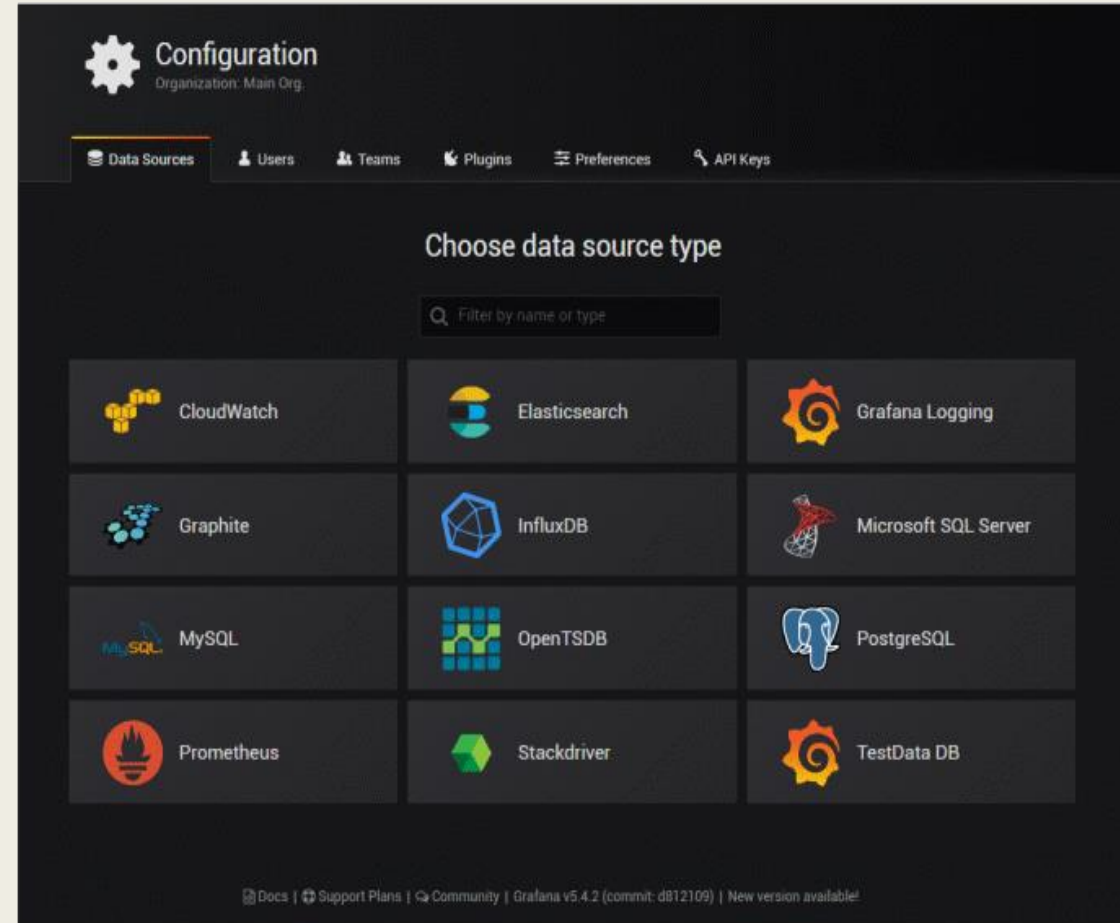 Configuration
Organization: Main Org.
Data Sources Users Teams Plugins Preferences API Keys
Choose data source type
Filter by name or type
CloudWatch Elasticsearch Grafana Logging
Graphite InfluxDB Microsoft SQL Server
MySQL MySQL OpenTSDB PostgreSQL
Prometheus Stackdriver TestData DB
Docs | Support Plans | Community | Grafana v5.4.2 (commit: d812109) | New version available!